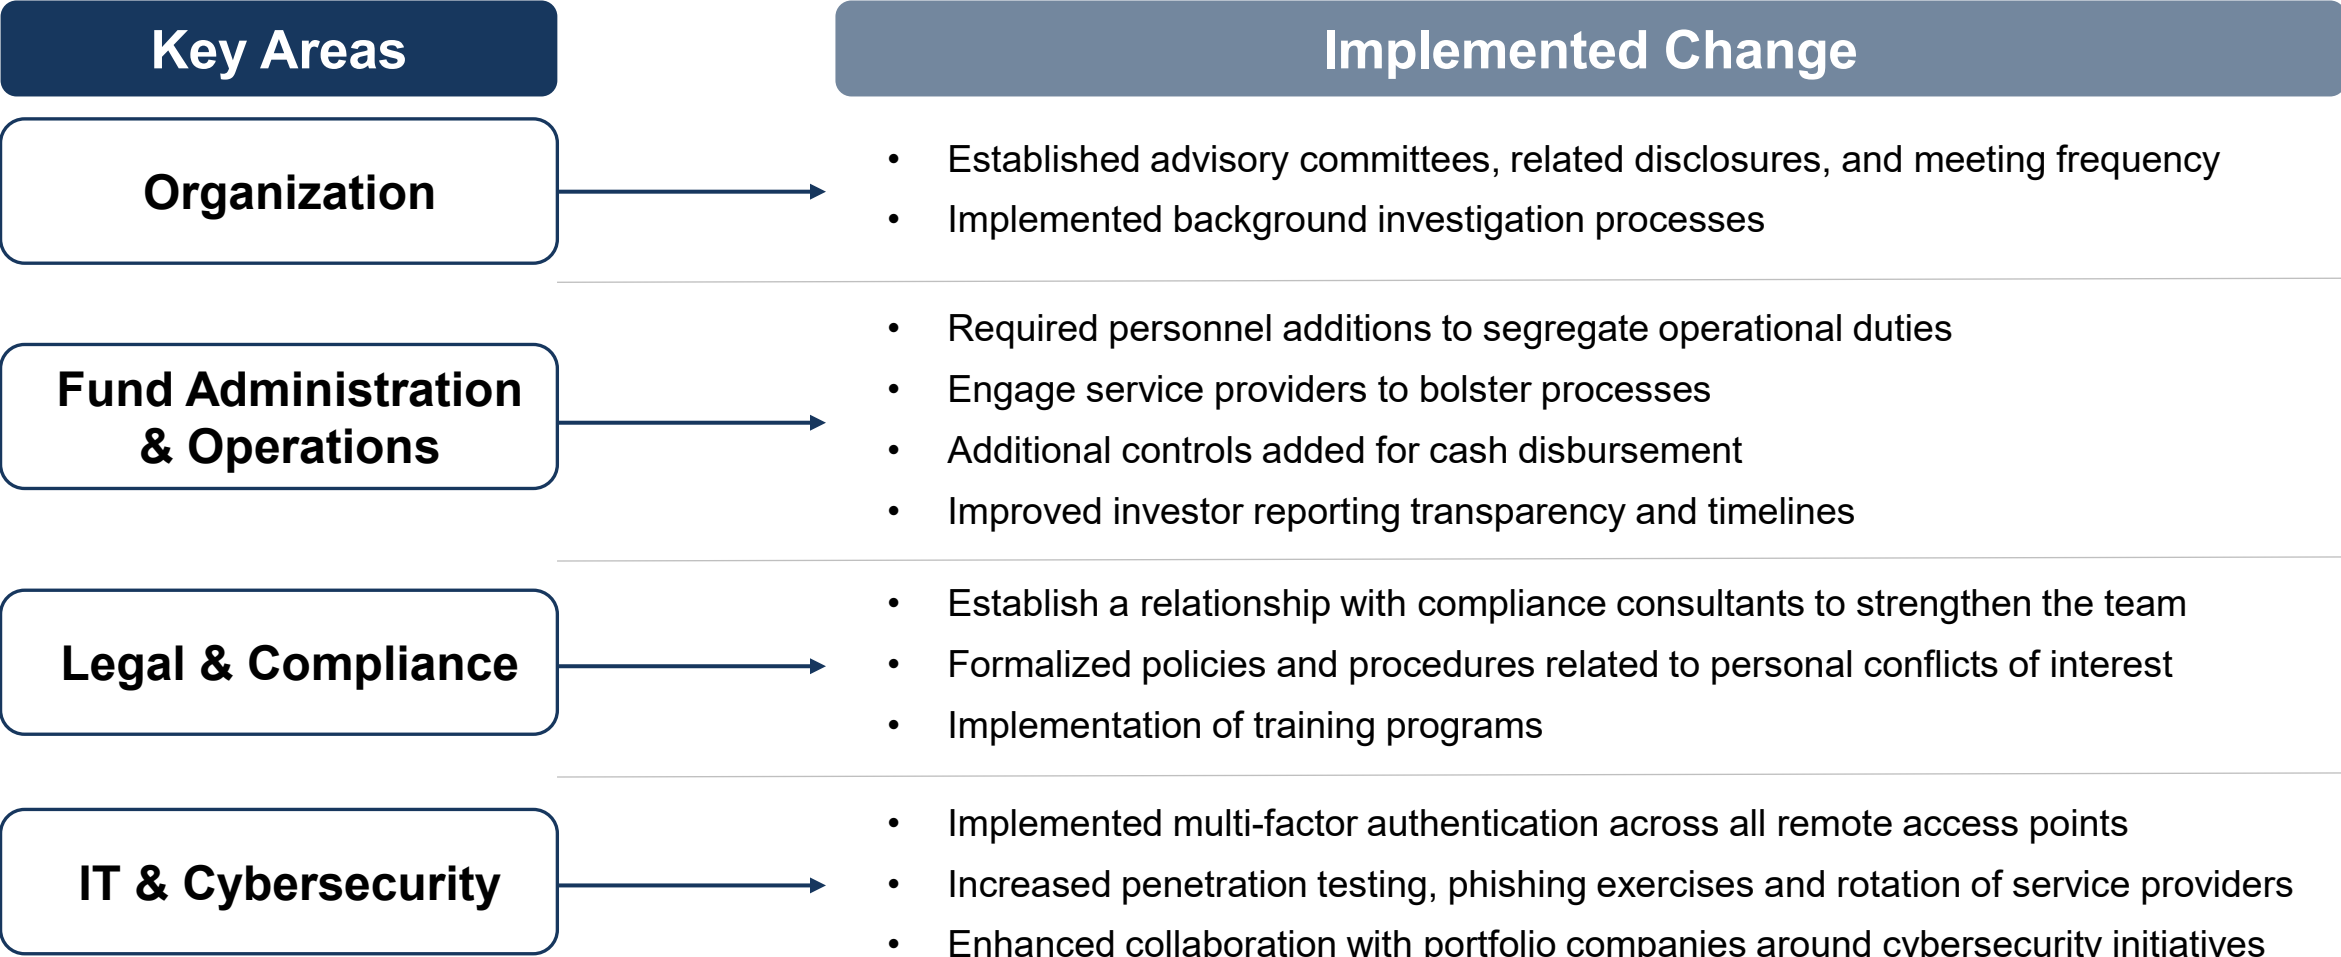 Key Areas
Implemented Change
Organization
• Established advisory committees, related disclosures, and meeting frequency
• Implemented background investigation processes
Fund Administration
& Operations
• Required personnel additions to segregate operational duties
• Engage service providers to bolster processes
• Additional controls added for cash disbursement
• Improved investor reporting transparency and timelines
Legal & Compliance
• Establish a relationship with compliance consultants to strengthen the team
• Formalized policies and procedures related to personal conflicts of interest
• Implementation of training programs
IT & Cybersecurity
• Implemented multi-factor authentication across all remote access points
• Increased penetration testing, phishing exercises and rotation of service providers
• Enhanced collaboration with portfolio companies around cybersecurity initiatives